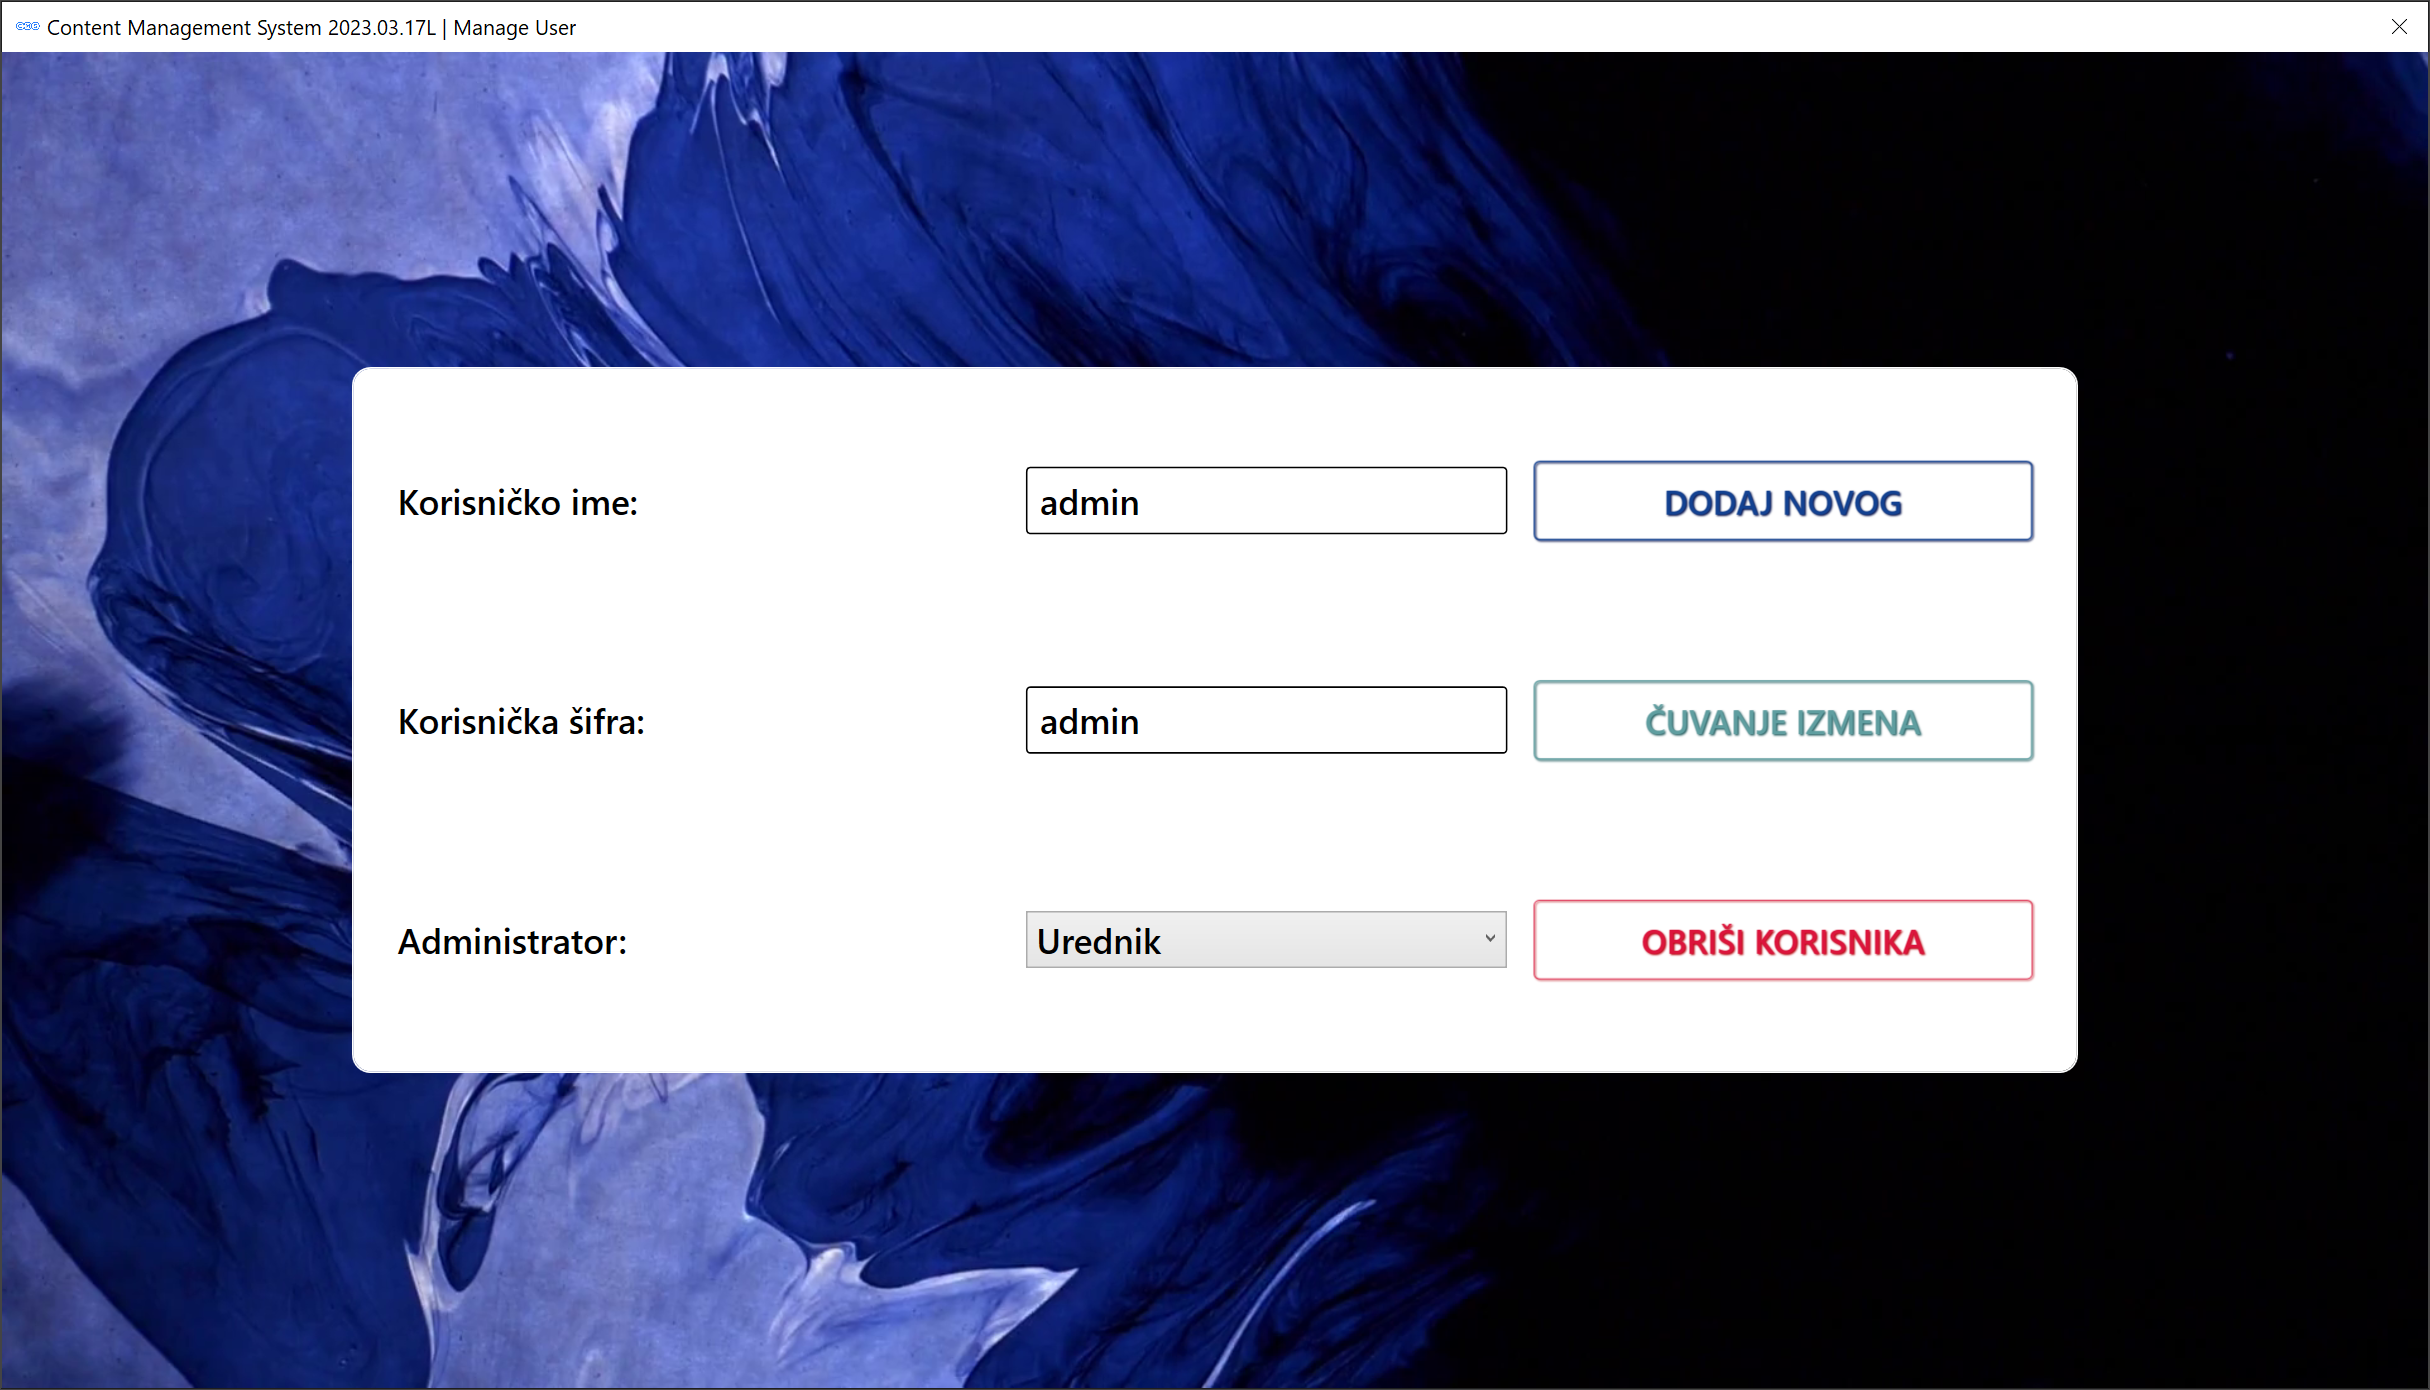 Content Management System 2023.03.17L | Manage User
Korisničko ime:
admin
DODAJ NOVOG
Korisnička šifra:
admin
ČUVANJE IZMENA
Administrator:
Urednik
OBRIŠI KORISNIKA